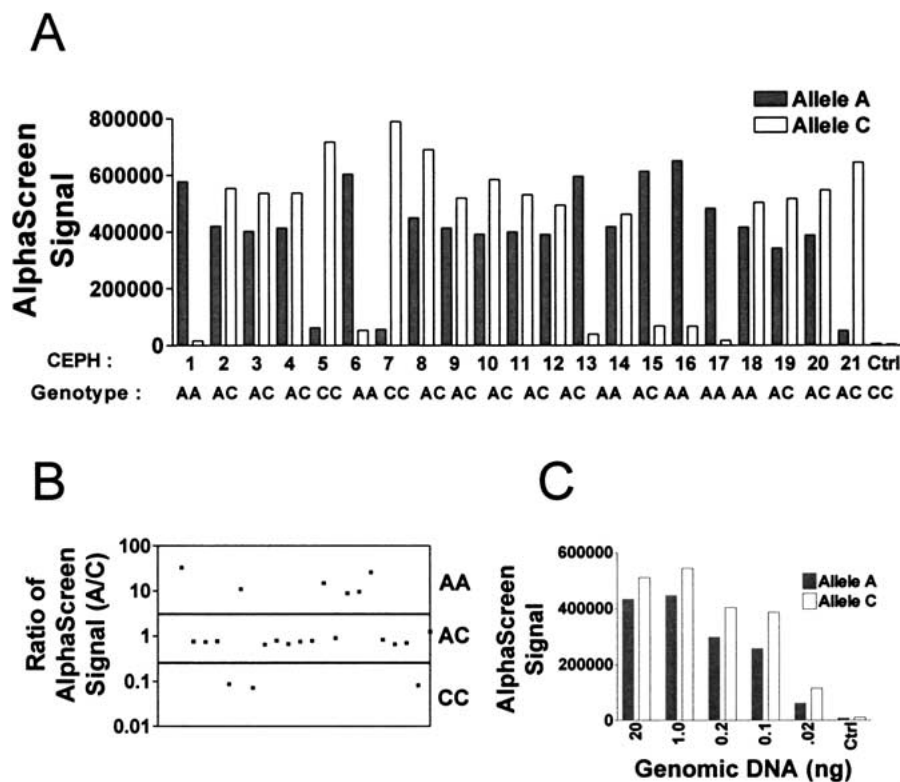 A
Allele A
Allele C
AlphaScreen
Signal
800000
600000
400000
200000
0
CEPH : 1 2 3 4 5 6 7 8 9 10 11 12 13 14 15 16 17 18 19 20 21 Ctrl
Genotype : AA AC AC AC CC AA CC AC AC AC AC AC AA AC AA AA AA AC AC AC CC
B
Ratio of
AlphaScreen
Signal (A/C)
100
10
1
0.1
0.01
AA
AC
CC
C
AlphaScreen
Signal
600000
400000
200000
0
Allele A
Allele C
20 1.0 0.2 0.1 .02 Ctrl
Genomic DNA (ng)